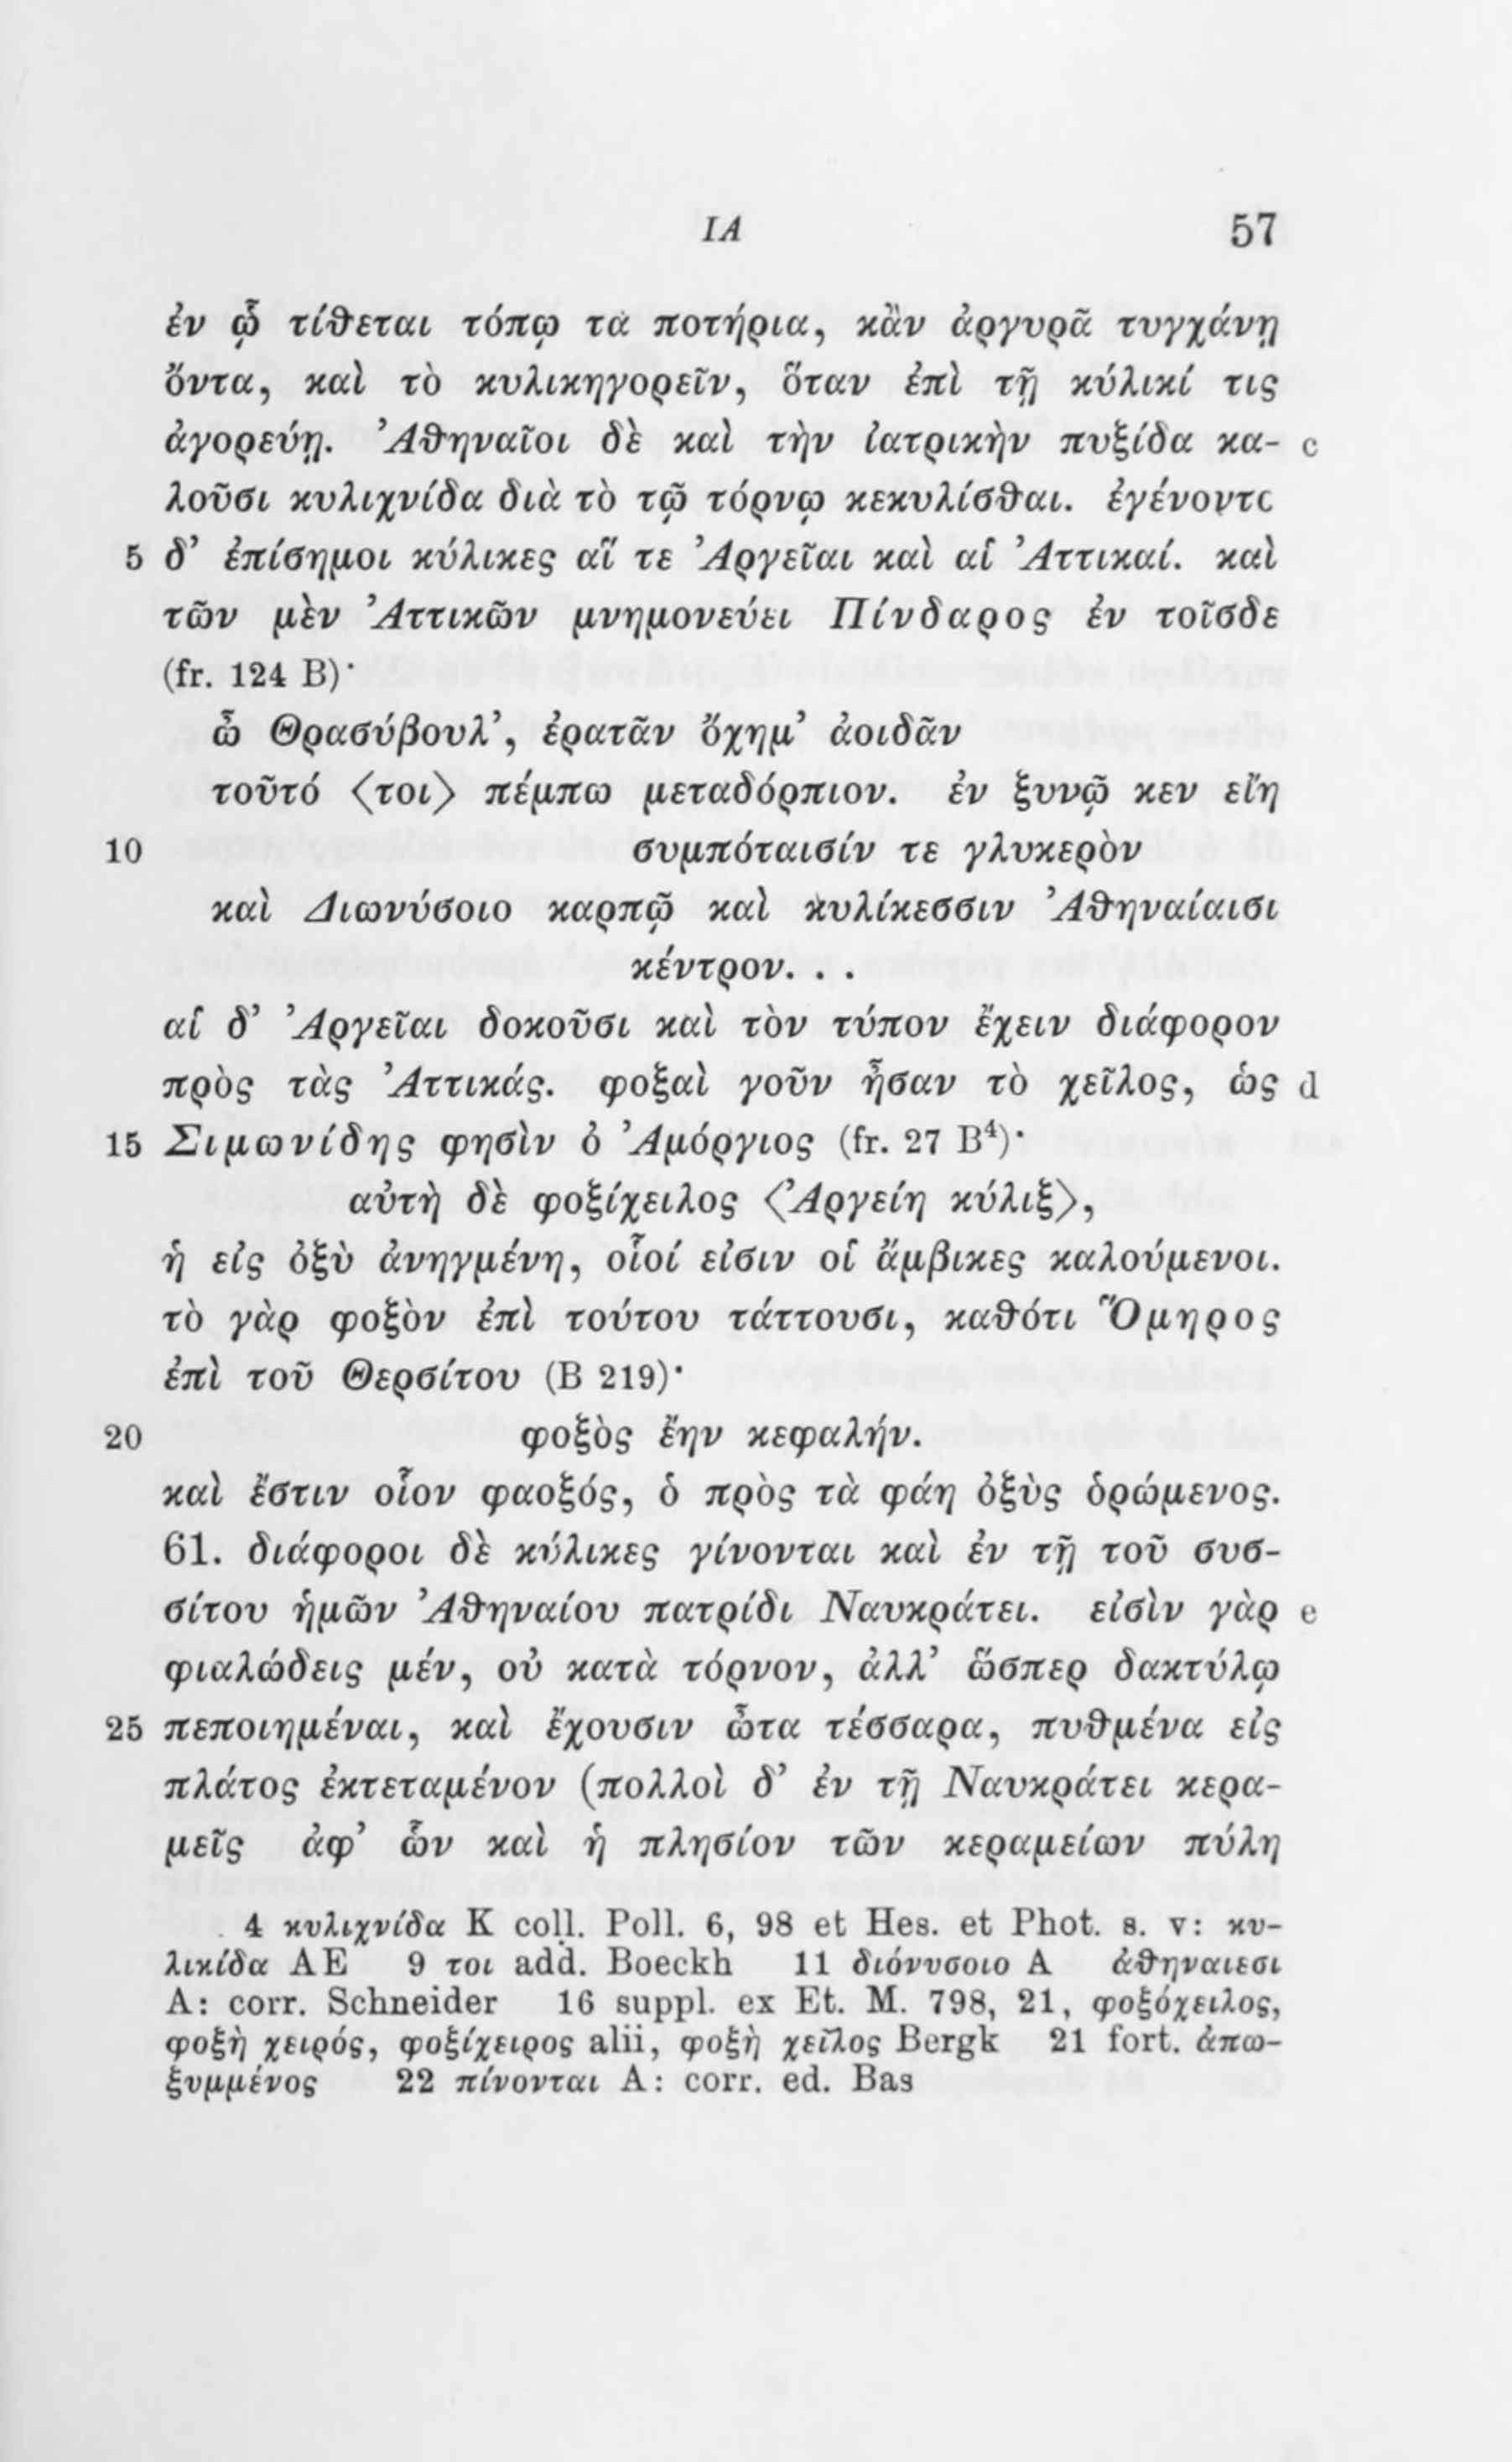 ΙΑ 57
ἐν ᾧ τίθεται τόπῳ τὰ ποτήρια, κἂν ἀργυρᾶ τυγχάνῃ
ὄντα, καὶ τὸ κυλικηγορεῖν, ὅταν ἐπὶ τῇ κύλικί τις
ἀγορεύῃ. Ἀθηναῖοι δὲ καὶ τὴν ἰατρικὴν πυξίδα κα- c
λοῦσι κυλιχνίδα διὰ τὸ τῷ τόρνῳ κεκυλίσθαι. ἐγένοντο
5 δ’ ἐπίσημοι κύλικες αἵ τε Ἀργεῖαι καὶ αἱ Ἀττικαί. καὶ
τῶν μὲν Ἀττικῶν μνημονεύει Πίνδαρος ἐν τοῖσδε
(fr. 124 B)·
ὦ Θρασύβουλ’, ἐρατᾶν ὄχημ’ ἀοιδᾶν
τοῦτό 〈τοι〉 πέμπω μεταδόρπιον. ἐν ξυνῷ κεν εἴη
10 συμπόταισίν τε γλυκερὸν
καὶ Διωνύσοιο καρπῷ καὶ κυλίκεσσιν Ἀθηναίαισι
κέντρον. . .
αἱ δ’ Ἀργεῖαι δοκοῦσι καὶ τὸν τύπον ἔχειν διάφορον
πρὸς τὰς Ἀττικάς. φοξαὶ γοῦν ἦσαν τὸ χεῖλος, ὡς d
15 Σιμωνίδης φησὶν ὁ Ἀμόργιος (fr. 27 B⁴)·
αὐτὴ δὲ φοξίχειλος 〈Ἀργείη κύλιξ〉,
ἡ εἰς ὀξὺ ἀνηγμένη, οἷοί εἰσιν οἱ ἄμβικες καλούμενοι.
τὸ γὰρ φοξὸν ἐπὶ τούτου τάττουσι, καθότι Ὅμηρος
ἐπὶ τοῦ Θερσίτου (B 219)·
20 φοξὸς ἔην κεφαλήν.
καὶ ἔστιν οἷον φαοξός, ὁ πρὸς τὰ φάη ὀξὺς ὁρώμενος.
61. διάφοροι δὲ κύλικες γίνονται καὶ ἐν τῇ τοῦ συσ-
σίτου ἡμῶν Ἀθηναίου πατρίδι Ναυκράτει. εἰσὶν γὰρ e
φιαλώδεις μέν, οὐ κατὰ τόρνον, ἀλλ’ ὥσπερ δακτύλῳ
25 πεποιημέναι, καὶ ἔχουσιν ὦτα τέσσαρα, πυθμένα εἰς
πλάτος ἐκτεταμένον (πολλοὶ δ’ ἐν τῇ Ναυκράτει κερα-
μεῖς ἀφ’ ὧν καὶ ἡ πλησίον τῶν κεραμείων πύλη
4 κυλιχνίδα K coll. Poll. 6, 98 et Hes. et Phot. s. v: κυ-
λικίδα AE 9 τοι add. Boeckh 11 διόνυσοιο A ἀθηναιεσι
A: corr. Schneider 16 suppl. ex Et. M. 798, 21, φοξόχειλος,
φοξὴ χειρός, φοξίχειρος alii, φοξὴ χεῖλος Bergk 21 fort. ἀπω-
ξυμμένος 22 πίνονται A: corr. ed. Bas